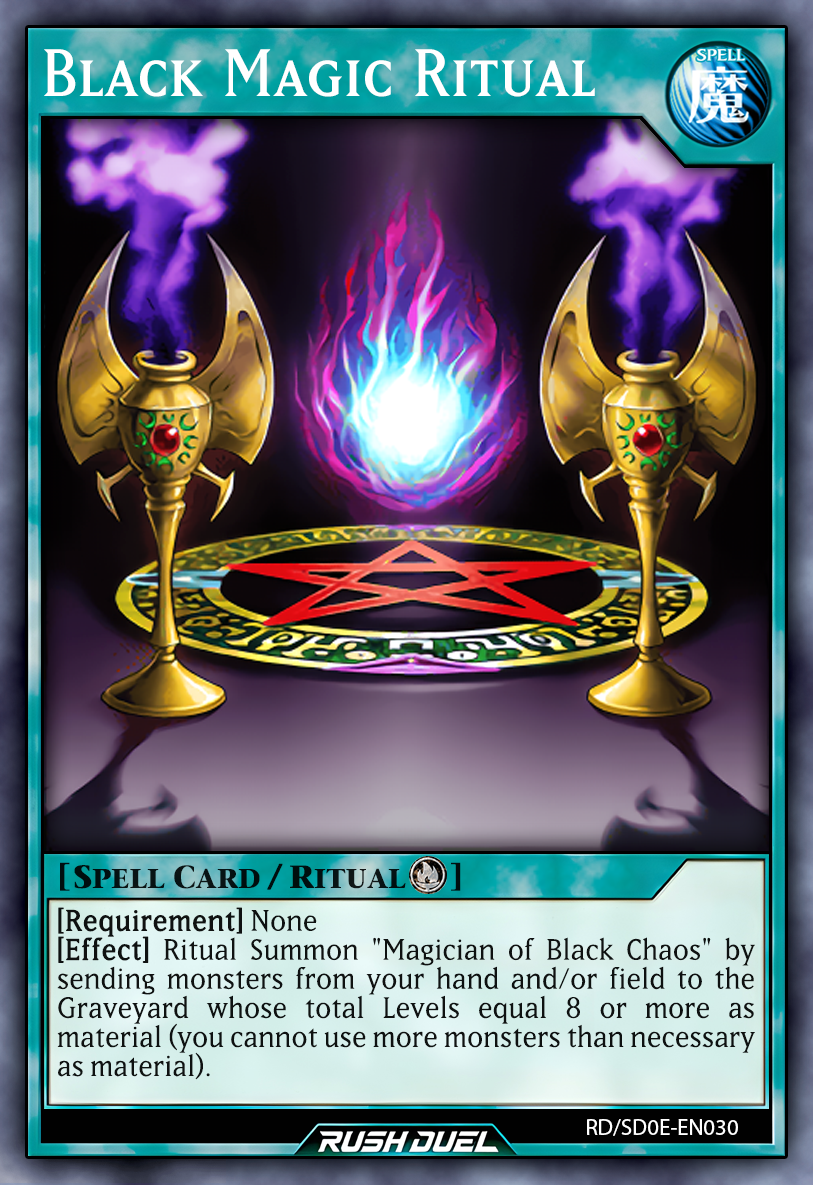 Black Magic Ritual
SPELL
魔
[Spell Card / Ritual]
[Requirement] None
[Effect] Ritual Summon "Magician of Black Chaos" by
sending monsters from your hand and/or field to the
Graveyard whose total Levels equal 8 or more as
material (you cannot use more monsters than necessary
as material).
RD/SD0E-EN030
RUSH DUEL